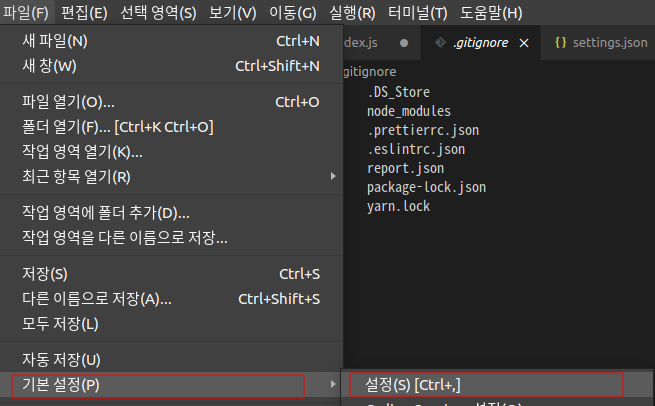 파일(F) 편집(E) 선택 영역(S) 보기(V) 이동(G) 실행(R) 터미널(T) 도움말(H)
새 파일(N) Ctrl+N
새 창(W) Ctrl+Shift+N
파일 열기(O)... Ctrl+O
폴더 열기(F)... [Ctrl+K Ctrl+O]
작업 영역 열기(K)...
최근 항목 열기(R)
작업 영역에 폴더 추가(D)...
작업 영역을 다른 이름으로 저장...
저장(S) Ctrl+S
다른 이름으로 저장(A)... Ctrl+Shift+S
모두 저장(L)
자동 저장(U)
기본 설정(P)
설정(S) [Ctrl+,]
dex.js .gitignore { } settings.json
gitignore
.DS_Store
node_modules
.prettierrc.json
.eslintrc.json
report.json
package-lock.json
yarn.lock